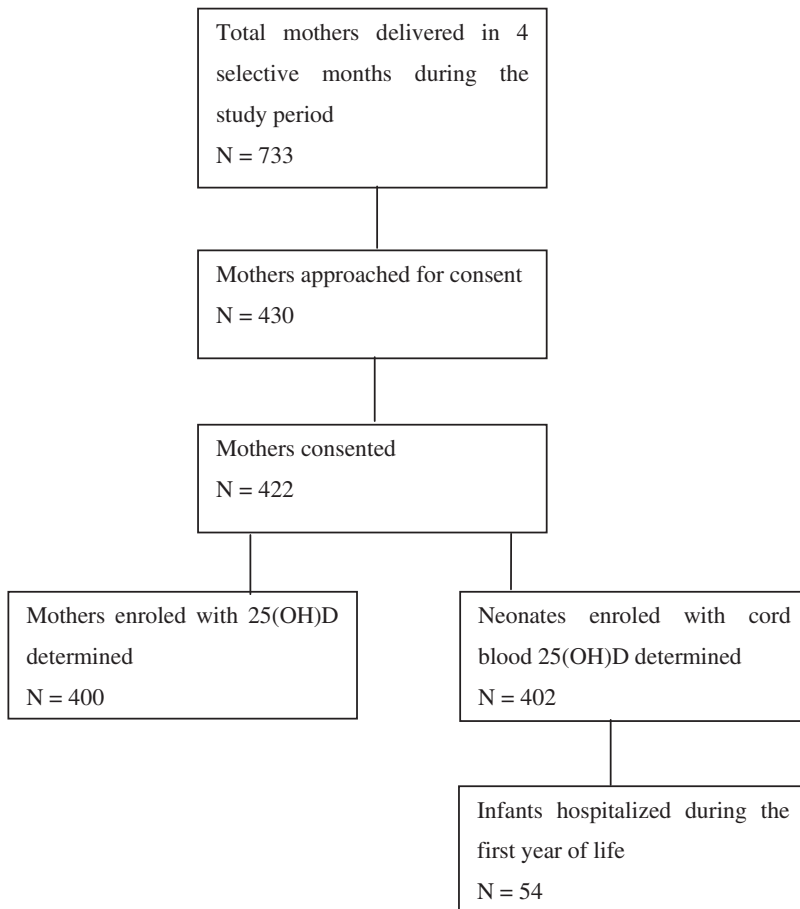 Total mothers delivered in 4
selective months during the
study period
N = 733
Mothers approached for consent
N = 430
Mothers consented
N = 422
Mothers enroled with 25(OH)D
determined
N = 400
Neonates enroled with cord
blood 25(OH)D determined
N = 402
Infants hospitalized during the
first year of life
N = 54